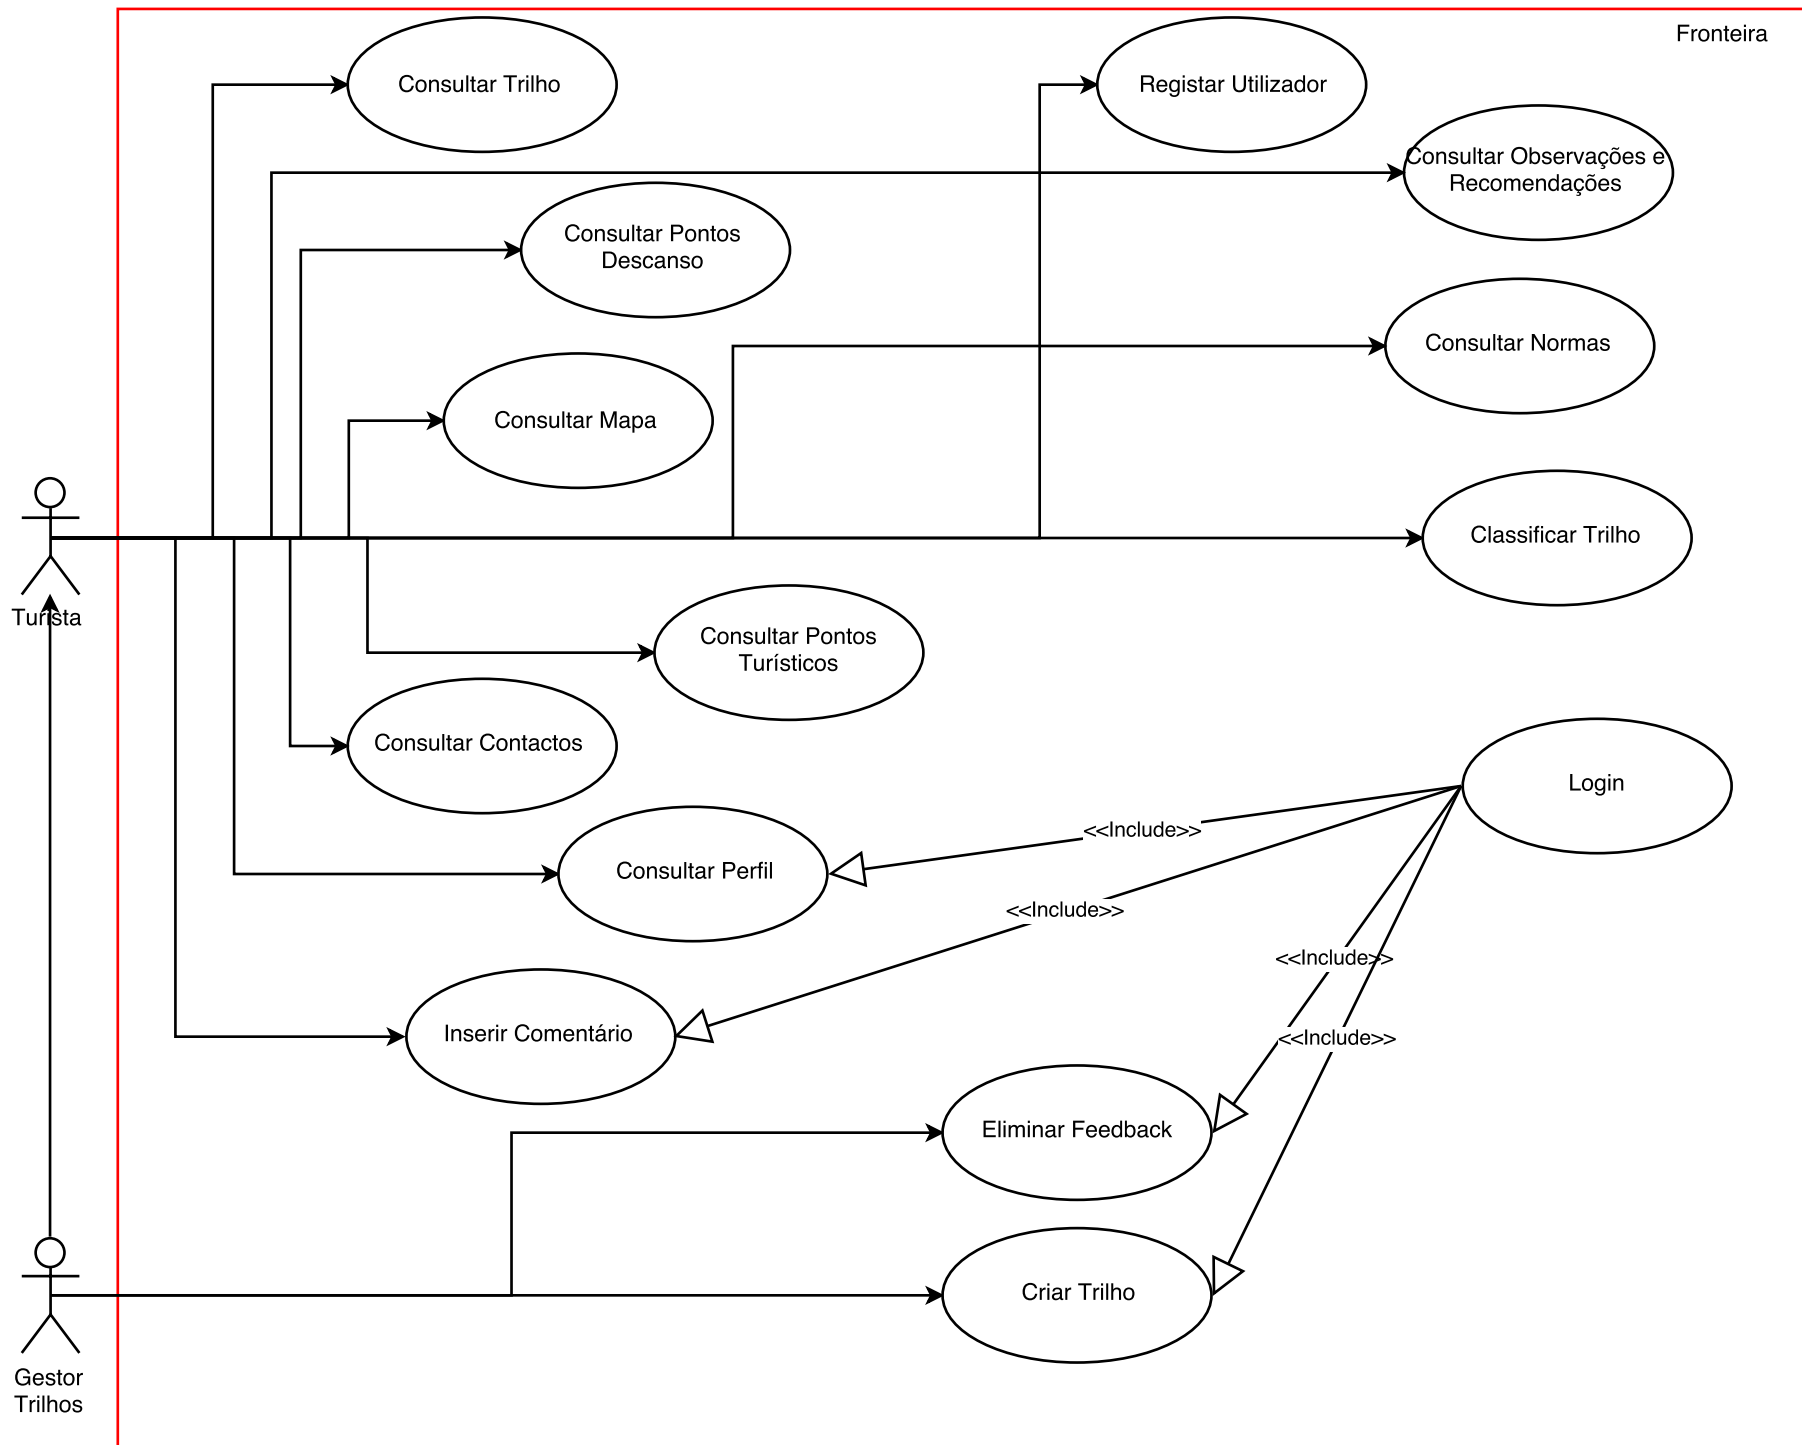 Fronteira
Consultar Trilho
Registar Utilizador
Consultar Observações e
Recomendações
Consultar Pontos
Descanso
Consultar Normas
Consultar Mapa
Classificar Trilho
Turista
Consultar Pontos
Turísticos
Consultar Contactos
Login
<<Include>>
Consultar Perfil
<<Include>>
<<Include>>
Inserir Comentário
<<Include>>
Eliminar Feedback
Criar Trilho
Gestor
Trilhos